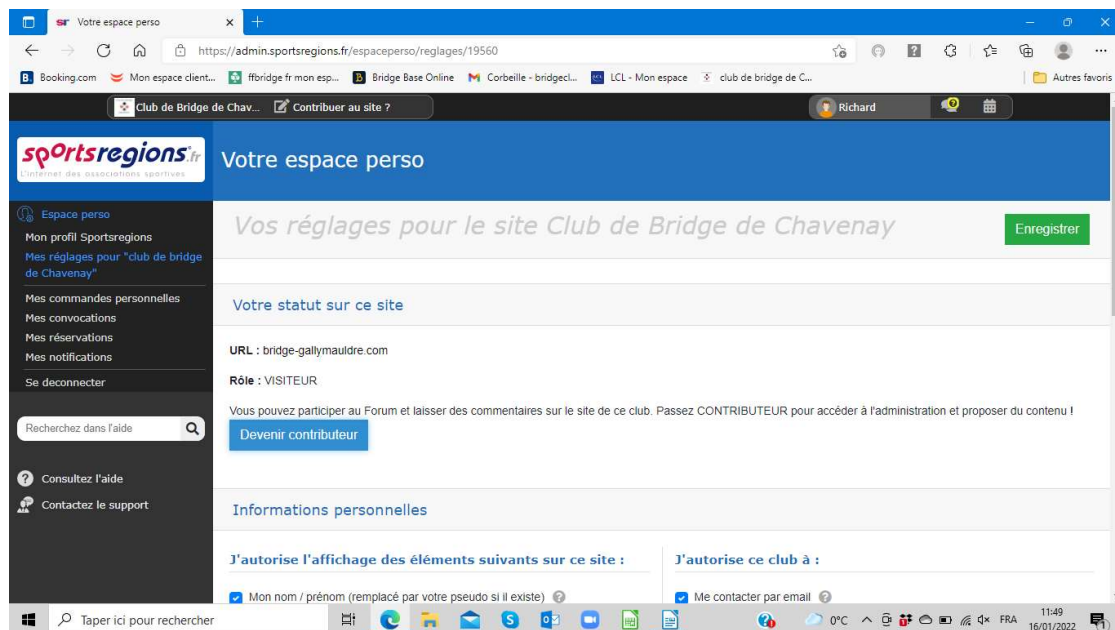 Votre espace perso
https://admin.sportsregions.fr/espaceperso/reglages/19560
Booking.com Mon espace client... ffbridge fr mon esp... Bridge Base Online Corbeille - bridgecl... LCL - Mon espace club de bridge de C... Autres favoris
Club de Bridge de Chav... Contribuer au site ? Richard
sportsregions.fr
L'internet des associations sportives
Votre espace perso
Espace perso
Mon profil Sportsregions
Mes réglages pour "club de bridge
de Chavenay"
Mes commandes personnelles
Mes convocations
Mes réservations
Mes notifications
Se deconnecter
Recherchez dans l'aide
Consultez l'aide
Contactez le support
Vos réglages pour le site Club de Bridge de Chavenay
Enregistrer
Votre statut sur ce site
URL : bridge-gallymauldre.com
Rôle : VISITEUR
Vous pouvez participer au Forum et laisser des commentaires sur le site de ce club. Passez CONTRIBUTEUR pour accéder à l'administration et proposer du contenu !
Devenir contributeur
Informations personnelles
J'autorise l'affichage des éléments suivants sur ce site :
Mon nom / prénom (remplacé par votre pseudo si il existe)
J'autorise ce club à :
Me contacter par email
Taper ici pour rechercher
0°C FRA 11:49
16/01/2022